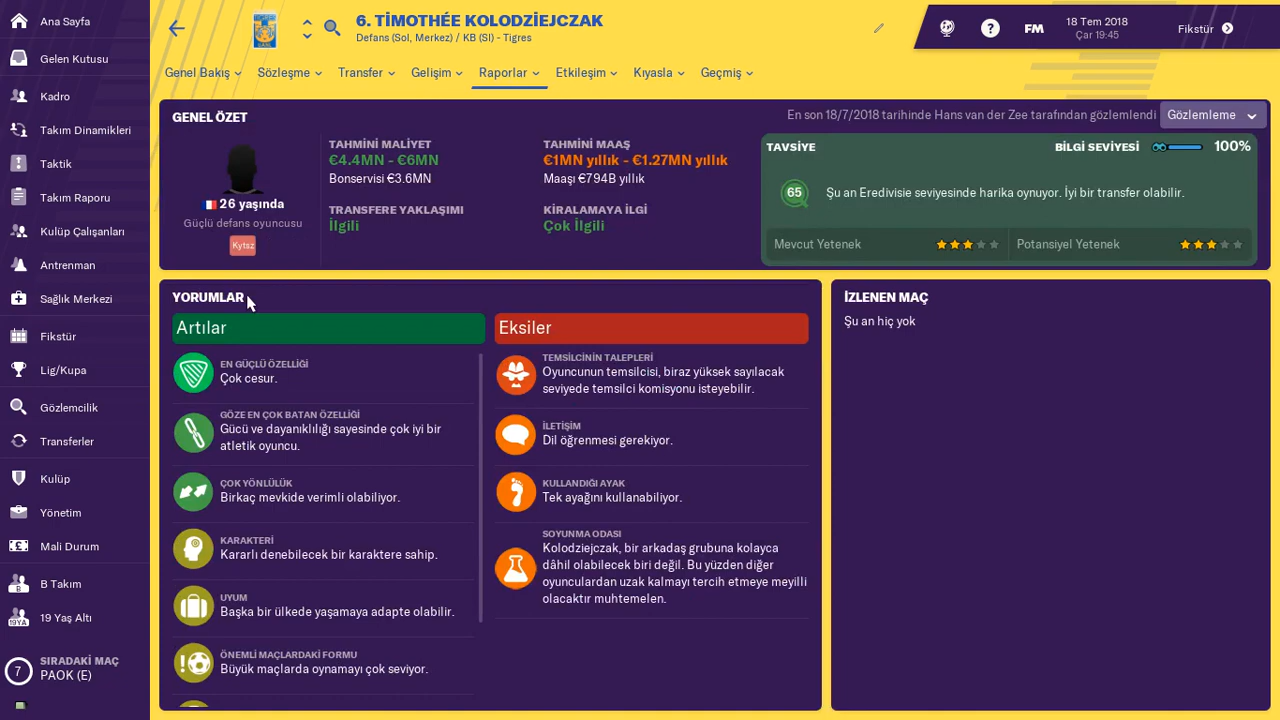 Ana Sayfa
Gelen Kutusu
Kadro
Takım Dinamikleri
Taktik
Takım Raporu
Kulüp Çalışanları
Antrenman
Sağlık Merkezi
Fikstür
Lig/Kupa
Gözlemcilik
Transferler
Kulüp
Yönetim
Mali Durum
B
B Takım
19YA
19 Yaş Altı
7
SIRADAKİ MAÇ
PAOK (E)
6. TİMOTHÉE KOLODZİEJCZAK
Defans (Sol, Merkez) / KB (Sl) - Tigres
?
FM
18 Tem 2018
Çar 19:45
Fikstür
Genel Bakış
Sözleşme
Transfer
Gelişim
Raporlar
Etkileşim
Kıyasla
Geçmiş
GENEL ÖZET
En son 18/7/2018 tarihinde Hans van der Zee tarafından gözlemlendi
Gözlemleme
26 yaşında
Güçlü defans oyuncusu
Kytsz
TAHMİNİ MALİYET
€4.4MN - €6MN
Bonservisi €3.6MN
TRANSFERE YAKLAŞIMI
İlgili
TAHMİNİ MAAŞ
€1MN yıllık - €1.27MN yıllık
Maaşı €794B yıllık
KİRALAMAYA İLGİ
Çok İlgili
TAVSİYE
BİLGİ SEVİYESİ
100%
65
Şu an Eredivisie seviyesinde harika oynuyor. İyi bir transfer olabilir.
Mevcut Yetenek
Potansiyel Yetenek
YORUMLAR
Artılar
EN GÜÇLÜ ÖZELLİĞİ
Çok cesur.
GÖZE EN ÇOK BATAN ÖZELLİĞİ
Gücü ve dayanıklılığı sayesinde çok iyi bir
atletik oyuncu.
ÇOK YÖNLÜLÜK
Birkaç mevkide verimli olabiliyor.
KARAKTERİ
Kararlı denebilecek bir karaktere sahip.
UYUM
Başka bir ülkede yaşamaya adapte olabilir.
ÖNEMLİ MAÇLARDAKİ FORMU
Büyük maçlarda oynamayı çok seviyor.
Eksiler
TEMSİLCİNİN TALEPLERİ
Oyuncunun temsilcisi, biraz yüksek sayılacak
seviyede temsilci komisyonu isteyebilir.
İLETİŞİM
Dil öğrenmesi gerekiyor.
KULLANDIĞI AYAK
Tek ayağını kullanabiliyor.
SOYUNMA ODASI
Kolodziejczak, bir arkadaş grubuna kolayca
dâhil olabilecek biri değil. Bu yüzden diğer
oyunculardan uzak kalmayı tercih etmeye meyilli
olacaktır muhtemelen.
İZLENEN MAÇ
Şu an hiç yok